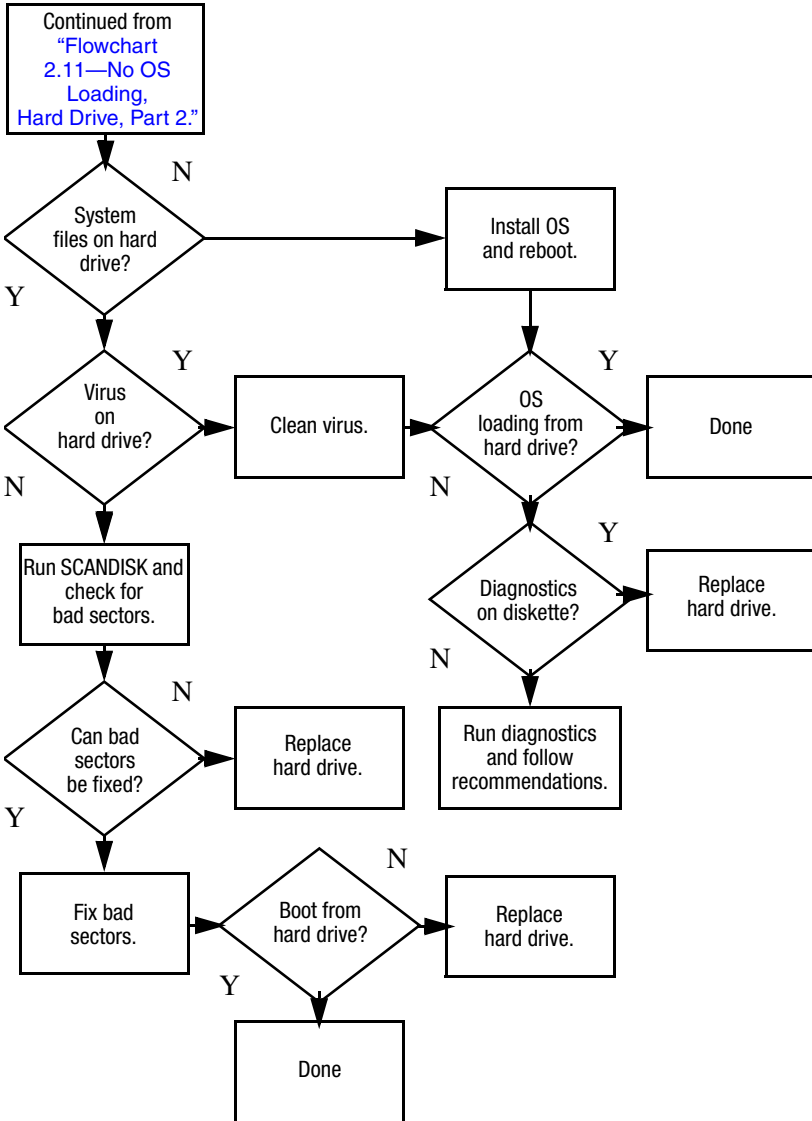 Continued from
“Flowchart
2.11—No OS
Loading,
Hard Drive, Part 2.”
N
System
files on hard
drive?
Y
Install OS
and reboot.
Y
Virus
on
hard drive?
N
Clean virus.
Y
OS
loading from
hard drive?
N
Done
Run SCANDISK and
check for
bad sectors.
Y
Diagnostics
on diskette?
N
Replace
hard drive.
N
Can bad
sectors
be fixed?
Y
Replace
hard drive.
Run diagnostics
and follow
recommendations.
Fix bad
sectors.
N
Boot from
hard drive?
Y
Replace
hard drive.
Done